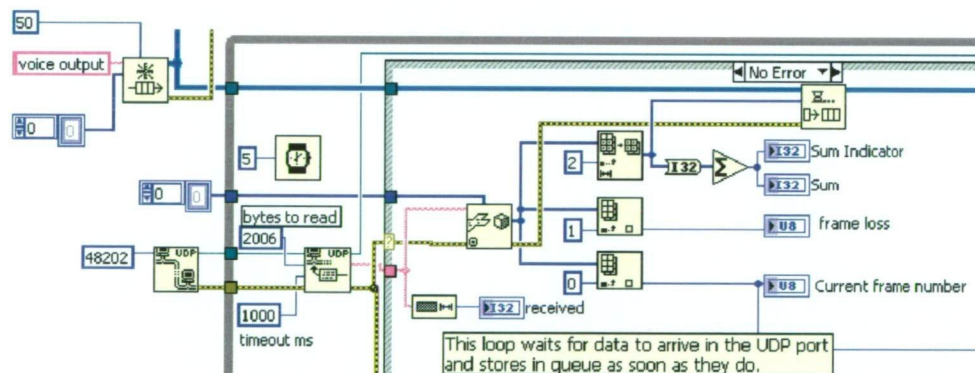 50
voice output
0
0
No Error
5
2
I32
I32
Sum Indicator
I32
Sum
0
0
bytes to read
2006
1
U8
frame loss
48202
UDP
UDP
0
U8
Current frame number
1000
I32
received
timeout ms
This loop waits for data to arrive in the UDP port
and stores in queue as soon as they do.